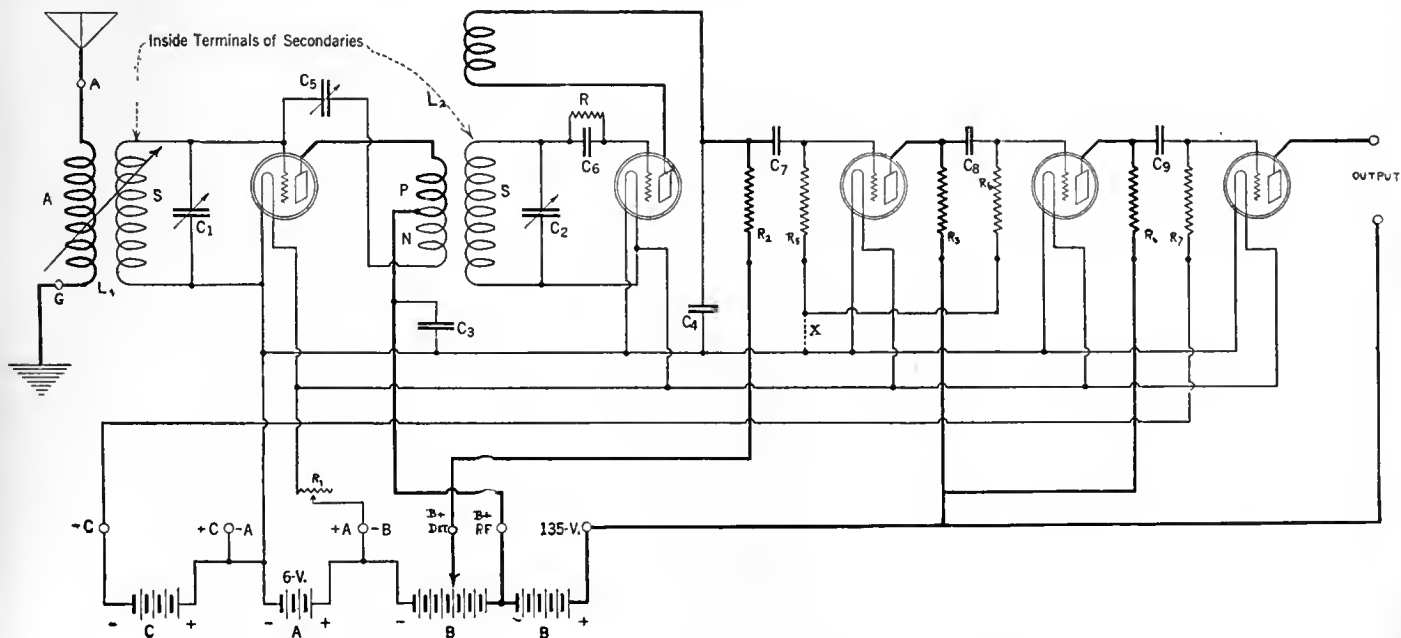 Inside Terminals of Secondaries
A
C5
L2
R
A
S
C1
P
N
S
C2
C6
C7
C8
R6
C9
OUTPUT
R2
R5
R3
R7
G
L1
C3
C4
X
R1
-C
+C
-A
+A
-B
B+
DET
B+
RF
135-V.
6-V.
- C +
- A +
- B
- B +